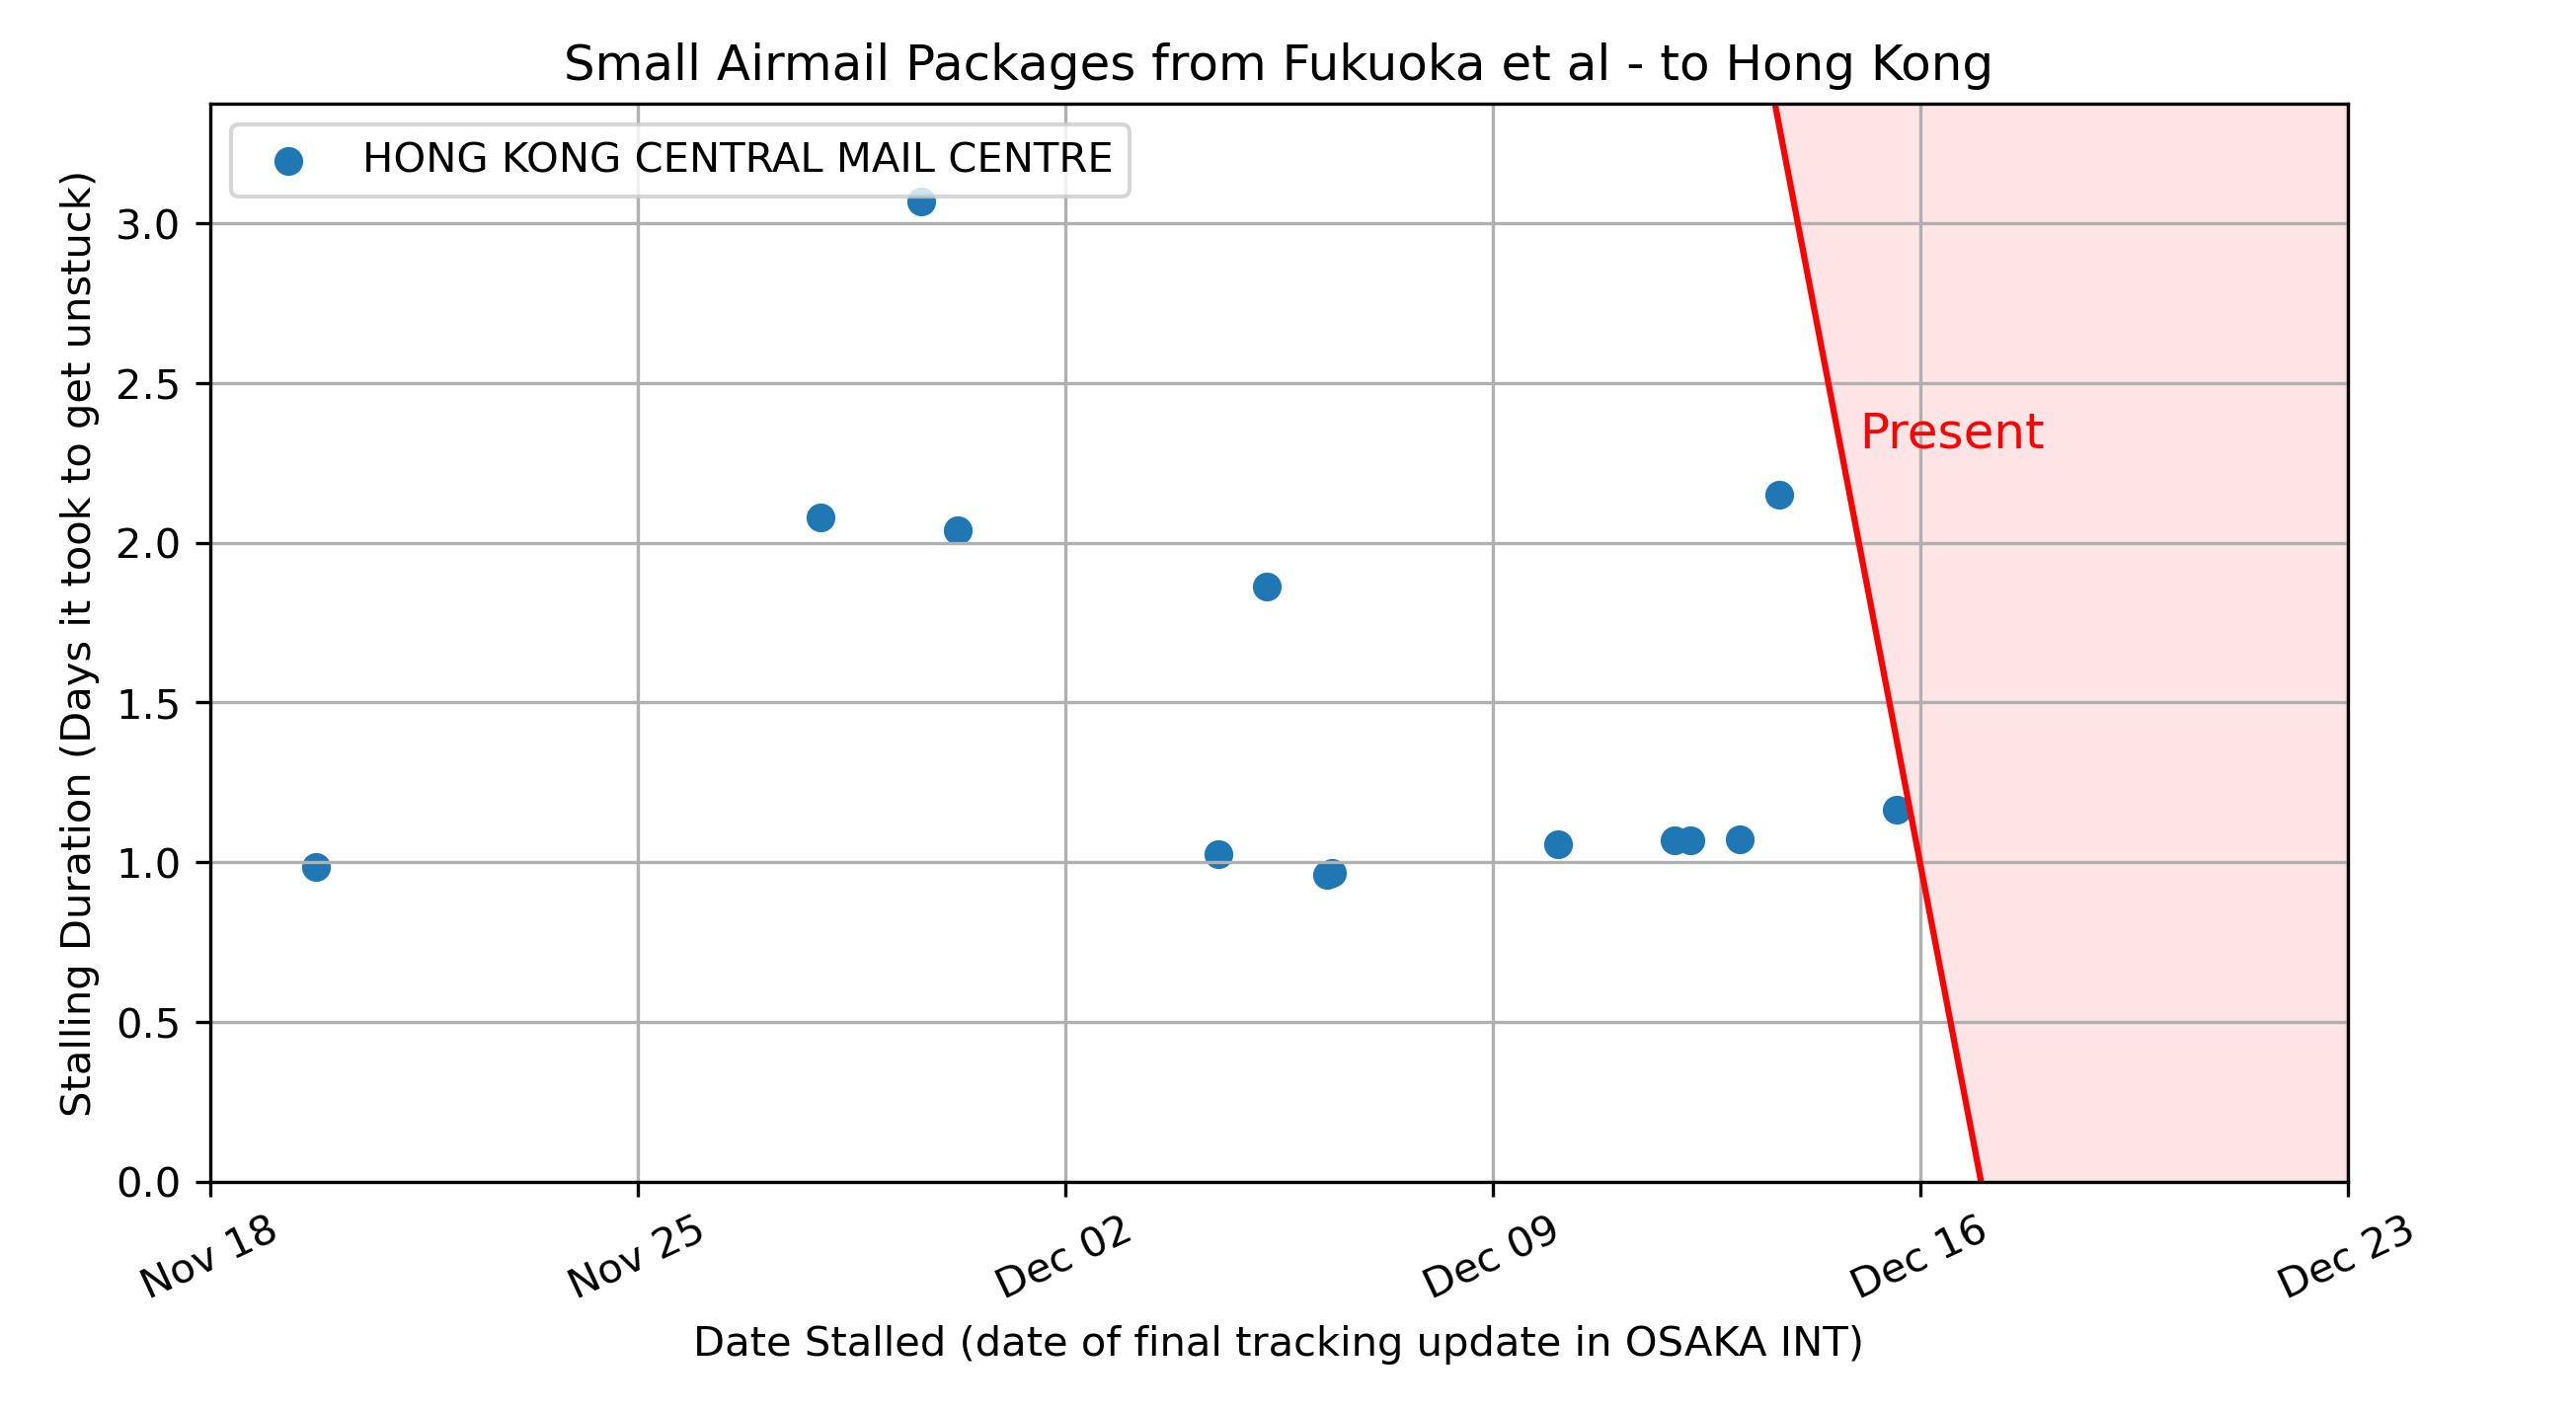 Small Airmail Packages from Fukuoka et al - to Hong Kong
HONG KONG CENTRAL MAIL CENTRE
Stalling Duration (Days it took to get unstuck)
3.0
2.5
2.0
1.5
1.0
0.5
0.0
Present
Nov 18
Nov 25
Dec 02
Dec 09
Dec 16
Dec 23
Date Stalled (date of final tracking update in OSAKA INT)